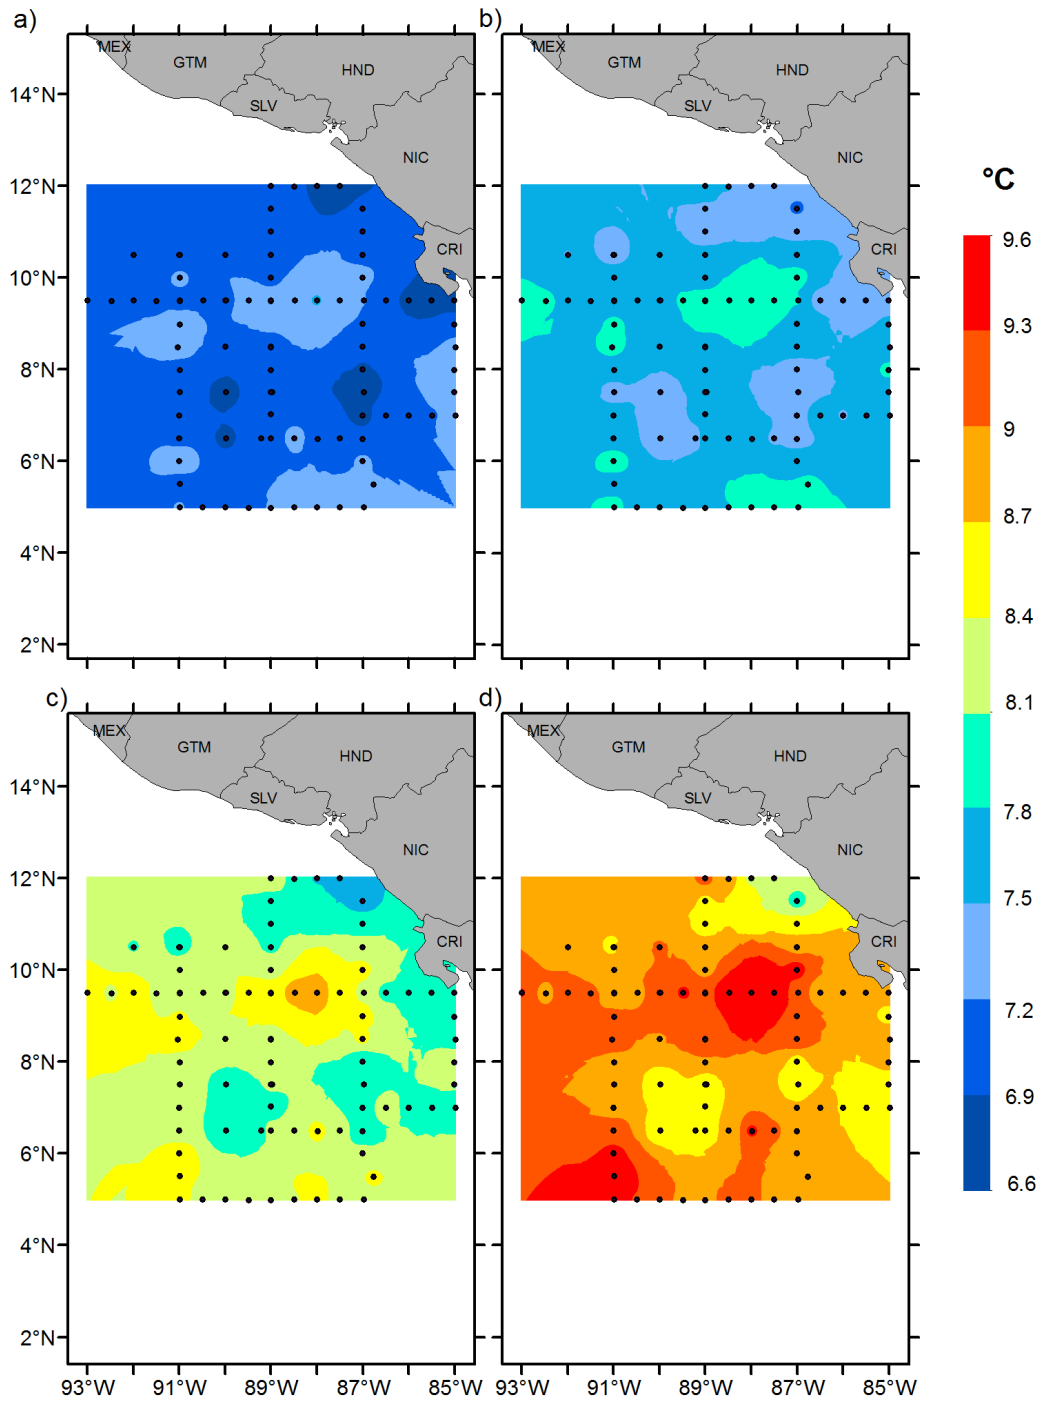 a)
b)
MEX
GTM
HND
SLV
NIC
CRI
MEX
GTM
HND
SLV
NIC
CRI
14°N
12°N
10°N
8°N
6°N
4°N
2°N
°C
9.6
9.3
9
8.7
8.4
8.1
7.8
7.5
7.2
6.9
6.6
c)
d)
MEX
GTM
HND
SLV
NIC
CRI
MEX
GTM
HND
SLV
NIC
CRI
14°N
12°N
10°N
8°N
6°N
4°N
2°N
93°W 91°W 89°W 87°W 85°W
93°W 91°W 89°W 87°W 85°W